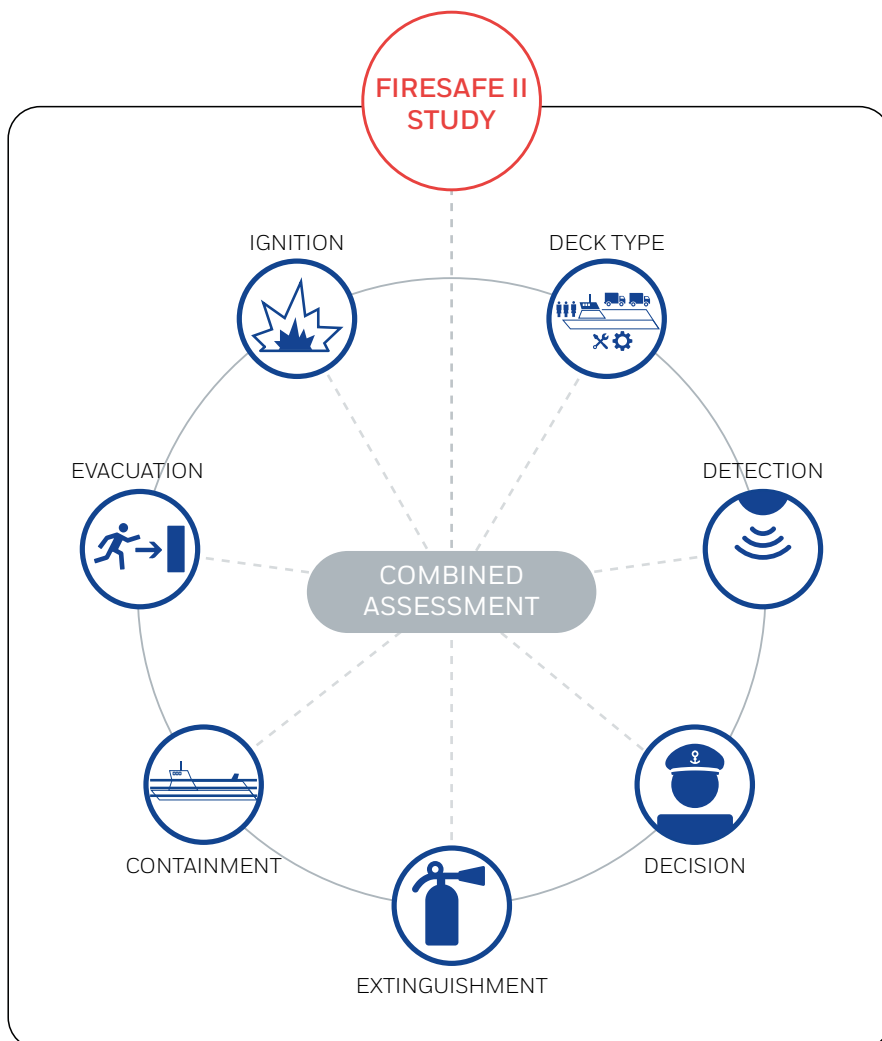 FIRESAFE II
STUDY
IGNITION
DECK TYPE
EVACUATION
DETECTION
COMBINED
ASSESSMENT
CONTAINMENT
DECISION
EXTINGUISHMENT